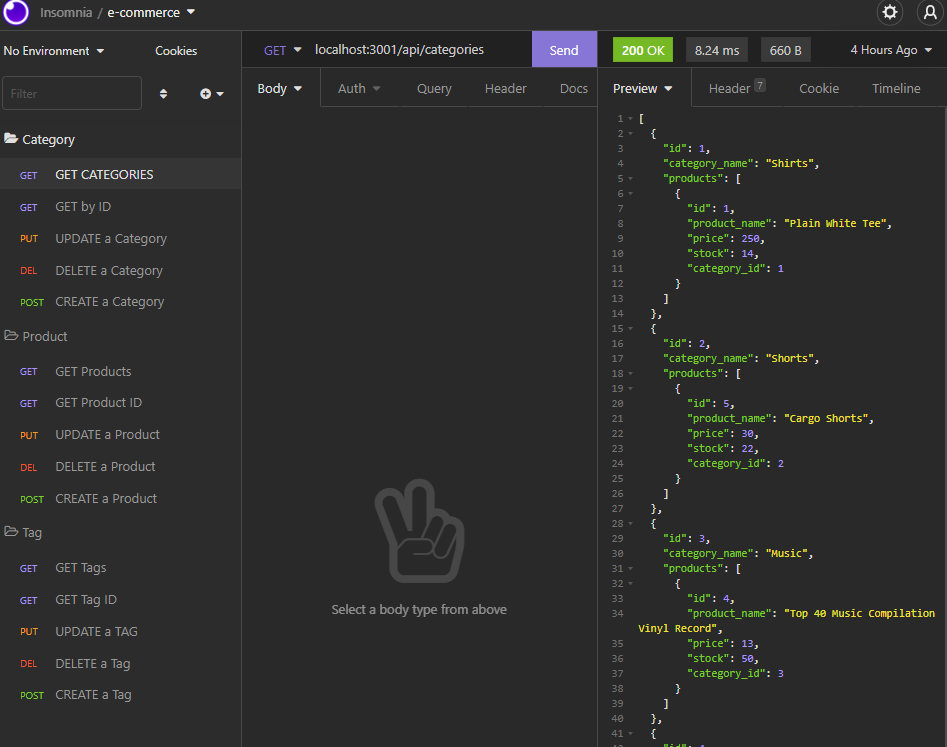 Insomnia / e-commerce
No Environment
Cookies
Filter
Category
GET GET CATEGORIES
GET GET by ID
PUT UPDATE a Category
DEL DELETE a Category
POST CREATE a Category
Product
GET GET Products
GET GET Product ID
PUT UPDATE a Product
DEL DELETE a Product
POST CREATE a Product
Tag
GET GET Tags
GET GET Tag ID
PUT UPDATE a TAG
DEL DELETE a Tag
POST CREATE a Tag
GET localhost:3001/api/categories Send
Body Auth Query Header Docs
Select a body type from above
200 OK 8.24 ms 660 B 4 Hours Ago
Preview Header 7 Cookie Timeline
1 [
2 {
3 "id": 1,
4 "category_name": "Shirts",
5 "products": [
6 {
7 "id": 1,
8 "product_name": "Plain White Tee",
9 "price": 250,
10 "stock": 14,
11 "category_id": 1
12 }
13 ]
14 },
15 {
16 "id": 2,
17 "category_name": "Shorts",
18 "products": [
19 {
20 "id": 5,
21 "product_name": "Cargo Shorts",
22 "price": 30,
23 "stock": 22,
24 "category_id": 2
25 }
26 ]
27 },
28 {
29 "id": 3,
30 "category_name": "Music",
31 "products": [
32 {
33 "id": 4,
34 "product_name": "Top 40 Music Compilation
Vinyl Record",
35 "price": 13,
36 "stock": 50,
37 "category_id": 3
38 }
39 ]
40 },
41 {